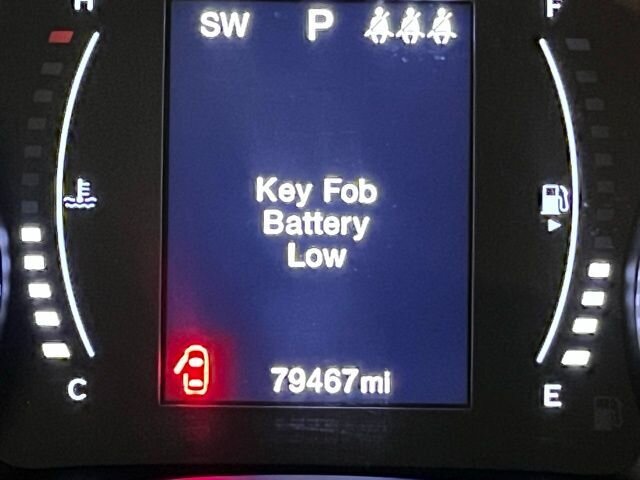 H F
SW P
Key Fob
Battery
Low
79467mi
C E